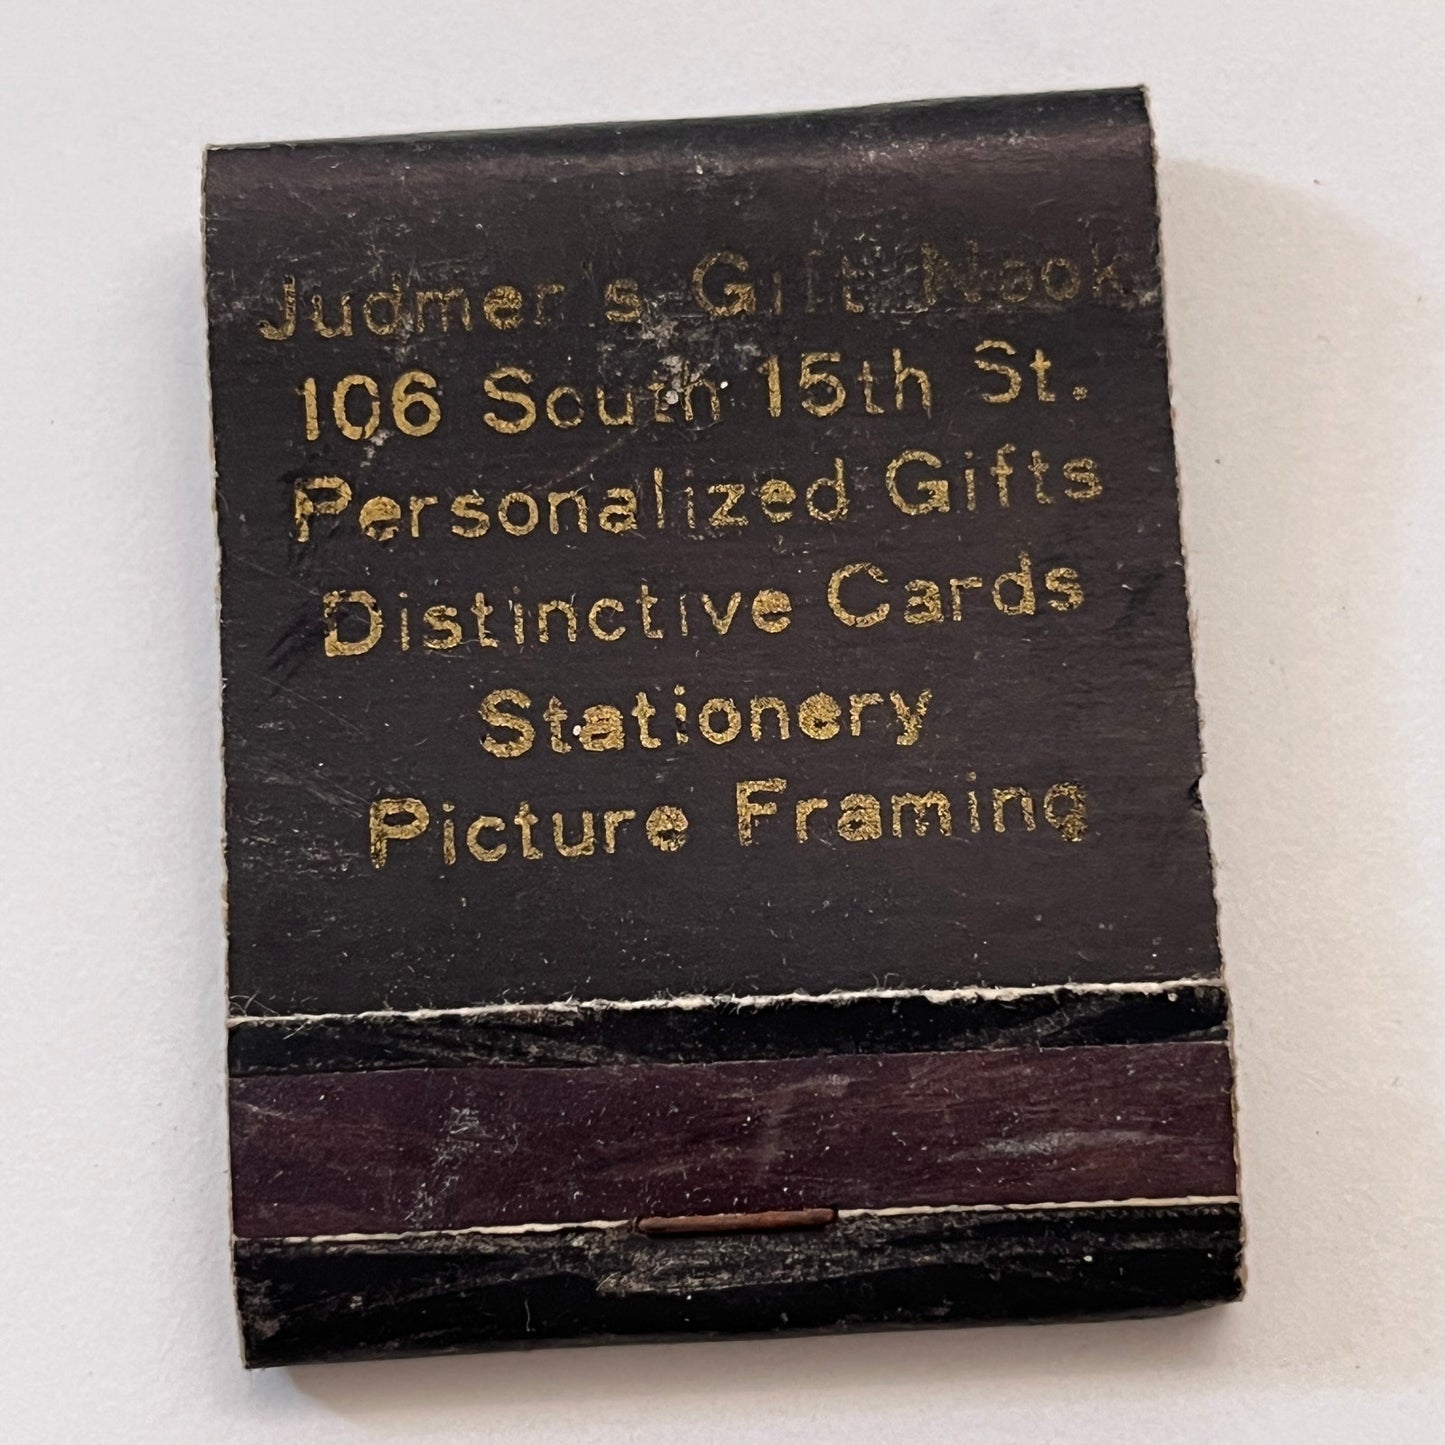 Judmer's Gift Nook
106 South 15th St.
Personalized Gifts
Distinctive Cards
Stationery
Picture Framing